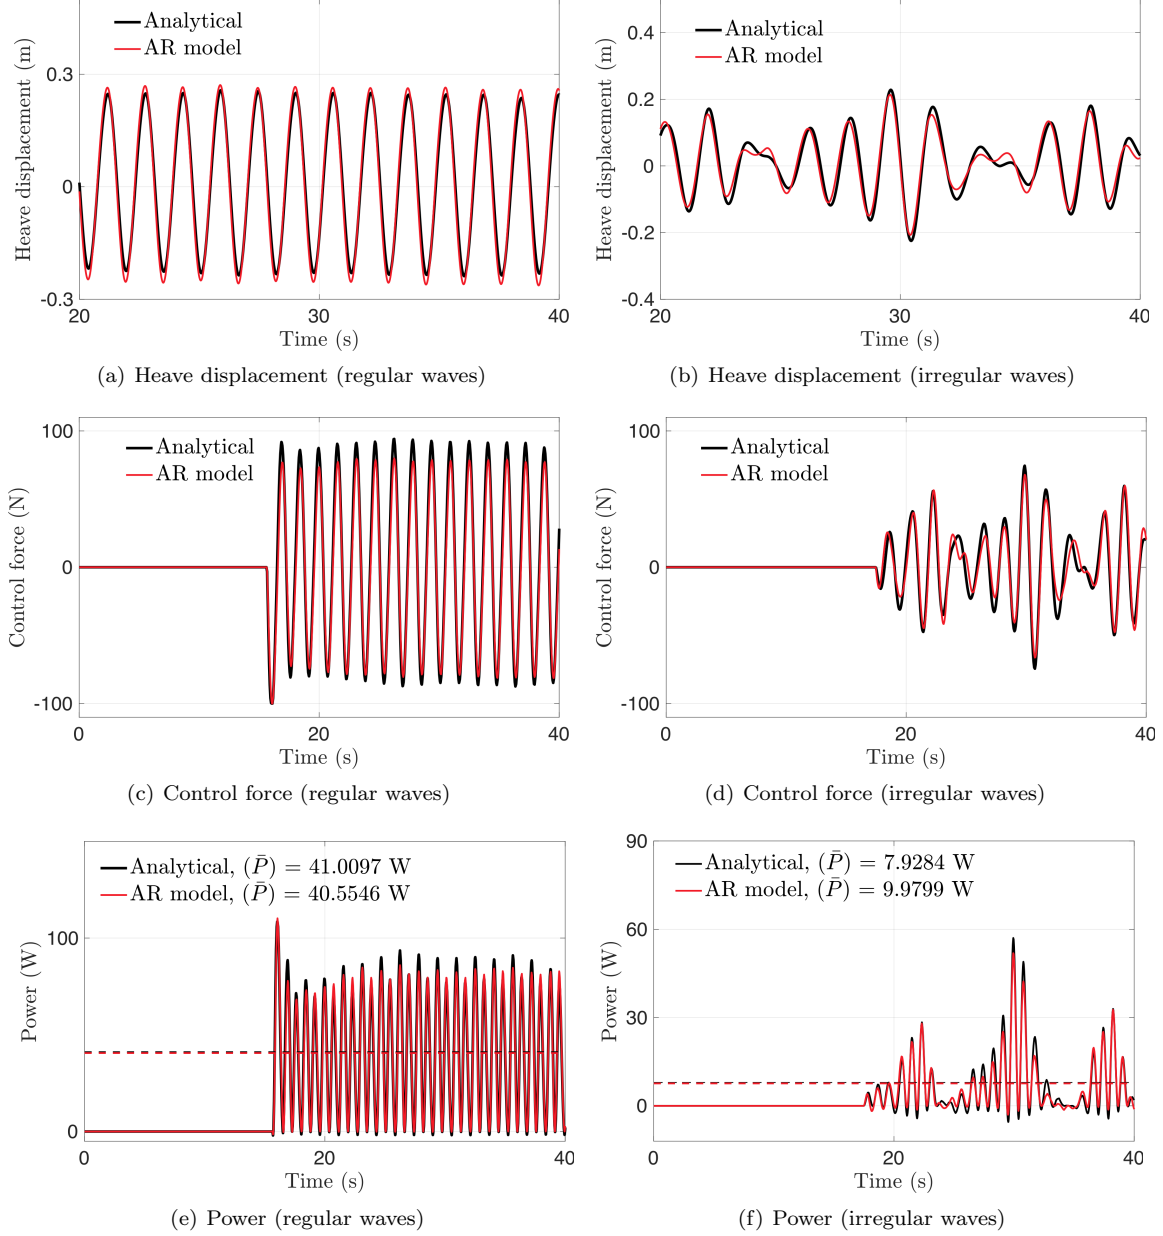 Analytical
AR model
Heave displacement (m)
0.3
0
-0.3
20
30
40
Time (s)
(a) Heave displacement (regular waves)
Analytical
AR model
Heave displacement (m)
0.4
0.2
0
-0.2
-0.4
20
30
40
Time (s)
(b) Heave displacement (irregular waves)
Analytical
AR model
Control force (N)
100
0
-100
0
20
40
Time (s)
(c) Control force (regular waves)
Analytical
AR model
Control force (N)
100
0
-100
0
20
40
Time (s)
(d) Control force (irregular waves)
Analytical, (P̄) = 41.0097 W
AR model, (P̄) = 40.5546 W
Power (W)
100
0
0
20
40
Time (s)
(e) Power (regular waves)
Analytical, (P̄) = 7.9284 W
AR model, (P̄) = 9.9799 W
Power (W)
90
60
30
0
0
20
40
Time (s)
(f) Power (irregular waves)